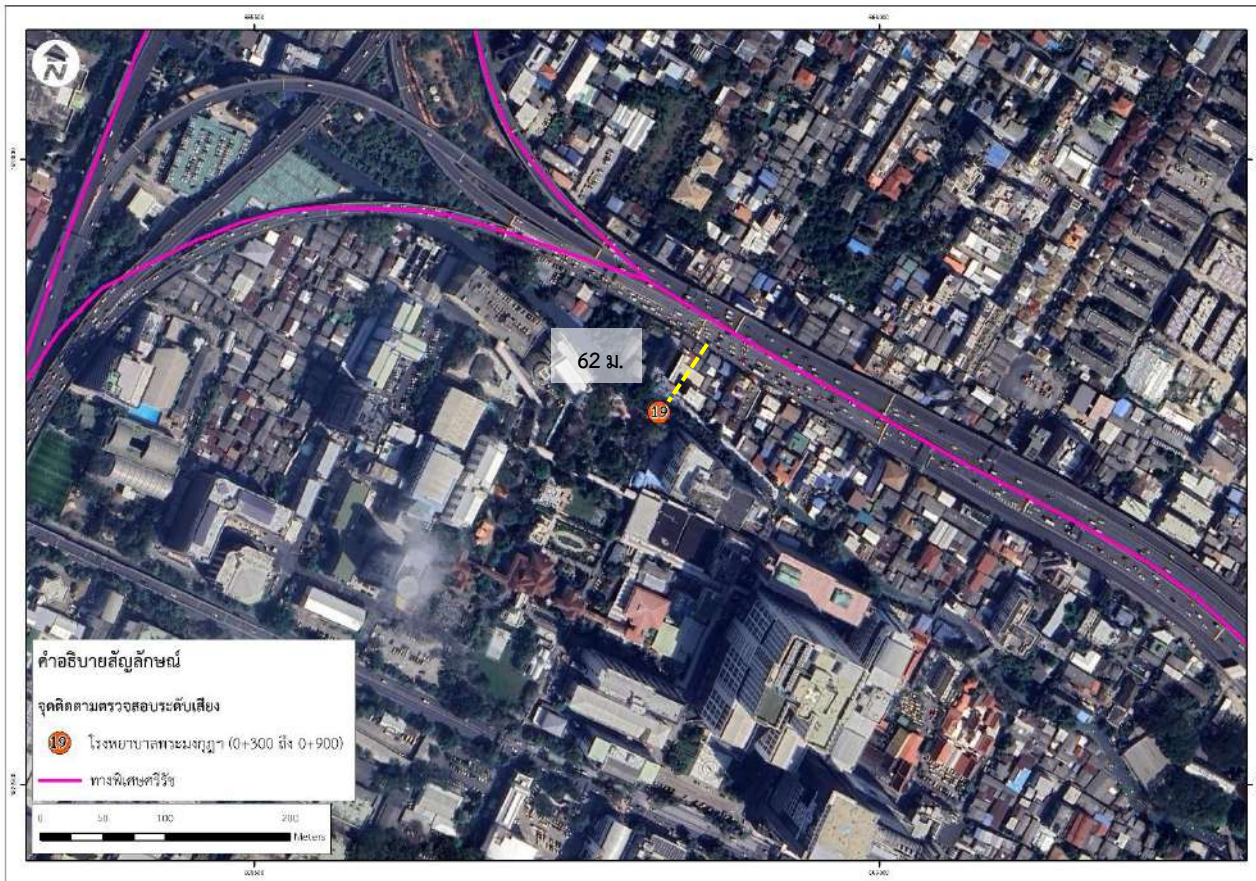 N
62 ม.
19
คำอธิบายสัญลักษณ์
จุดติดตามตรวจสอบระดับเสียง
19 โรงพยาบาลพระมงกุฎฯ (0+300 ถึง 0+900)
ทางพิเศษศรีรัช
0 50 100 200
Meters